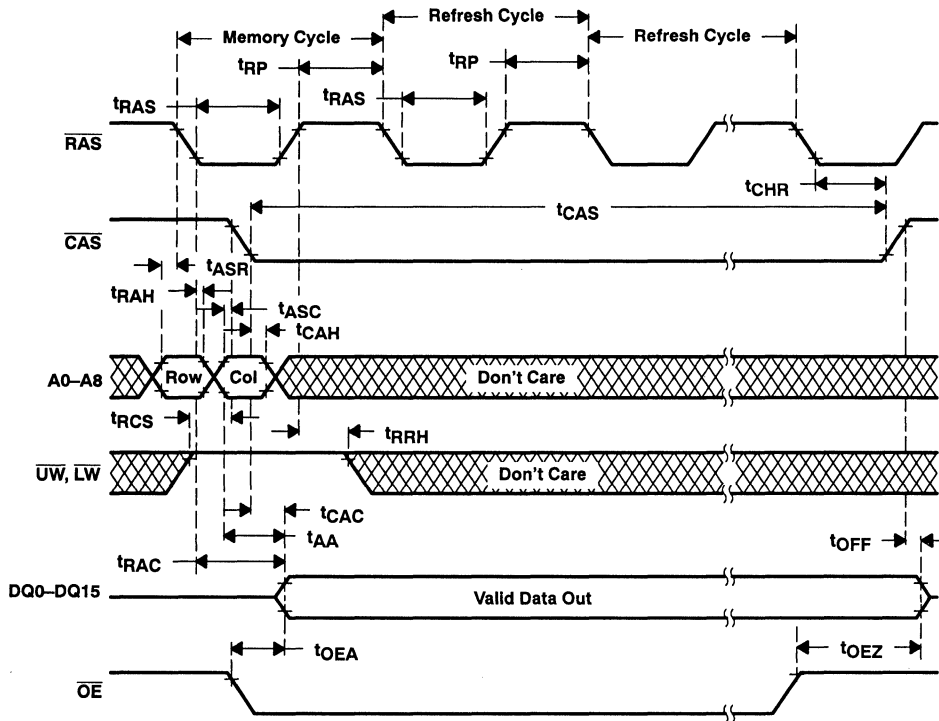 Refresh Cycle
Memory Cycle
Refresh Cycle
tRP
tRP
tRAS
tRAS
RAS
tCHR
tCAS
CAS
tASR
tRAH
tASC
tCAH
A0–A8
Row
Col
Don't Care
tRCS
tRRH
UW, LW
Don't Care
tCAC
tAA
tOFF
tRAC
DQ0–DQ15
Valid Data Out
tOEA
tOEZ
OE